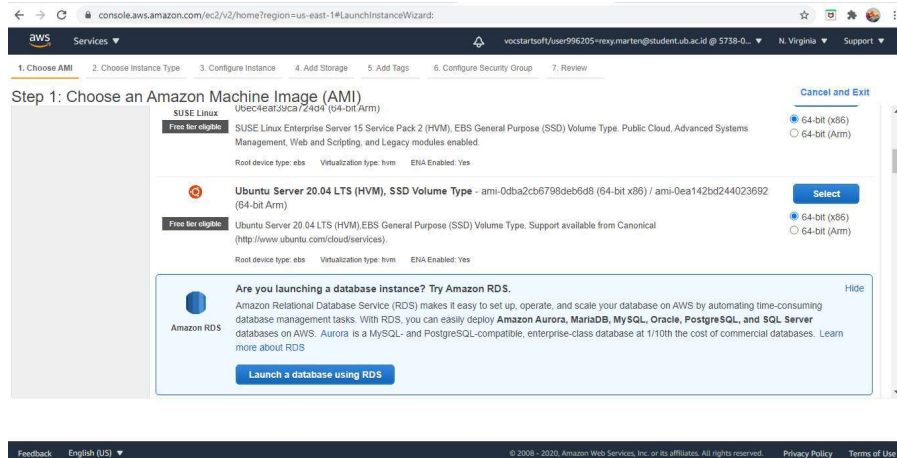 console.aws.amazon.com/ec2/v2/home?region=us-east-1#LaunchInstanceWizard:
aws Services vocstartsoft/user996205=rexy.marten@student.ub.ac.id @ 5738-0... N. Virginia Support
1. Choose AMI 2. Choose Instance Type 3. Configure Instance 4. Add Storage 5. Add Tags 6. Configure Security Group 7. Review
Step 1: Choose an Amazon Machine Image (AMI) Cancel and Exit
SUSE Linux (64-bit Arm) 64-bit (x86)
Free tier eligible SUSE Linux Enterprise Server 15 Service Pack 2 (HVM), EBS General Purpose (SSD) Volume Type. Public Cloud, Advanced Systems 64-bit (Arm)
Management, Web and Scripting, and Legacy modules enabled.
Root device type: ebs Virtualization type: hvm ENA Enabled: Yes
Ubuntu Server 20.04 LTS (HVM), SSD Volume Type - ami-0dba2cb6798deb6d8 (64-bit x86) / ami-0ea142bd244023692 Select
(64-bit Arm)
64-bit (x86)
Free tier eligible Ubuntu Server 20.04 LTS (HVM),EBS General Purpose (SSD) Volume Type. Support available from Canonical 64-bit (Arm)
(http://www.ubuntu.com/cloud/services).
Root device type: ebs Virtualization type: hvm ENA Enabled: Yes
Are you launching a database instance? Try Amazon RDS. Hide
Amazon Relational Database Service (RDS) makes it easy to set up, operate, and scale your database on AWS by automating time-consuming
Amazon RDS database management tasks. With RDS, you can easily deploy Amazon Aurora, MariaDB, MySQL, Oracle, PostgreSQL, and SQL Server
databases on AWS. Aurora is a MySQL- and PostgreSQL-compatible, enterprise-class database at 1/10th the cost of commercial databases. Learn
more about RDS
Launch a database using RDS
Feedback English (US) © 2008 - 2020, Amazon Web Services, Inc. or its affiliates. All rights reserved. Privacy Policy Terms of Use